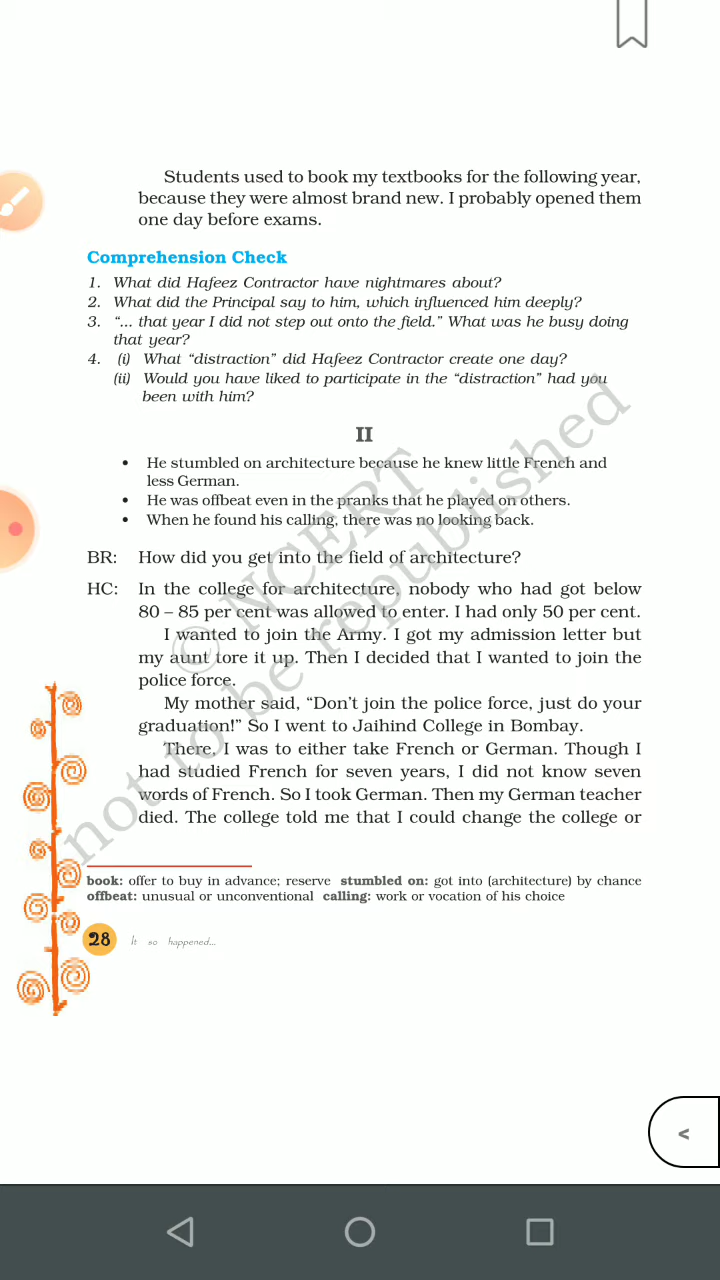 Students used to book my textbooks for the following year,
because they were almost brand new. I probably opened them
one day before exams.
Comprehension Check
1. What did Hafeez Contractor have nightmares about?
2. What did the Principal say to him, which influenced him deeply?
3. “... that year I did not step out onto the field.” What was he busy doing
that year?
4. (i) What “distraction” did Hafeez Contractor create one day?
(ii) Would you have liked to participate in the “distraction” had you
been with him?
II
• He stumbled on architecture because he knew little French and
less German.
• He was offbeat even in the pranks that he played on others.
• When he found his calling, there was no looking back.
BR: How did you get into the field of architecture?
HC: In the college for architecture, nobody who had got below
80 – 85 per cent was allowed to enter. I had only 50 per cent.
I wanted to join the Army. I got my admission letter but
my aunt tore it up. Then I decided that I wanted to join the
police force.
My mother said, “Don’t join the police force, just do your
graduation!” So I went to Jaihind College in Bombay.
There, I was to either take French or German. Though I
had studied French for seven years, I did not know seven
words of French. So I took German. Then my German teacher
died. The college told me that I could change the college or
book: offer to buy in advance; reserve stumbled on: got into (architecture) by chance
offbeat: unusual or unconventional calling: work or vocation of his choice
28 It so happened...
© NCERT
not to be republished
<